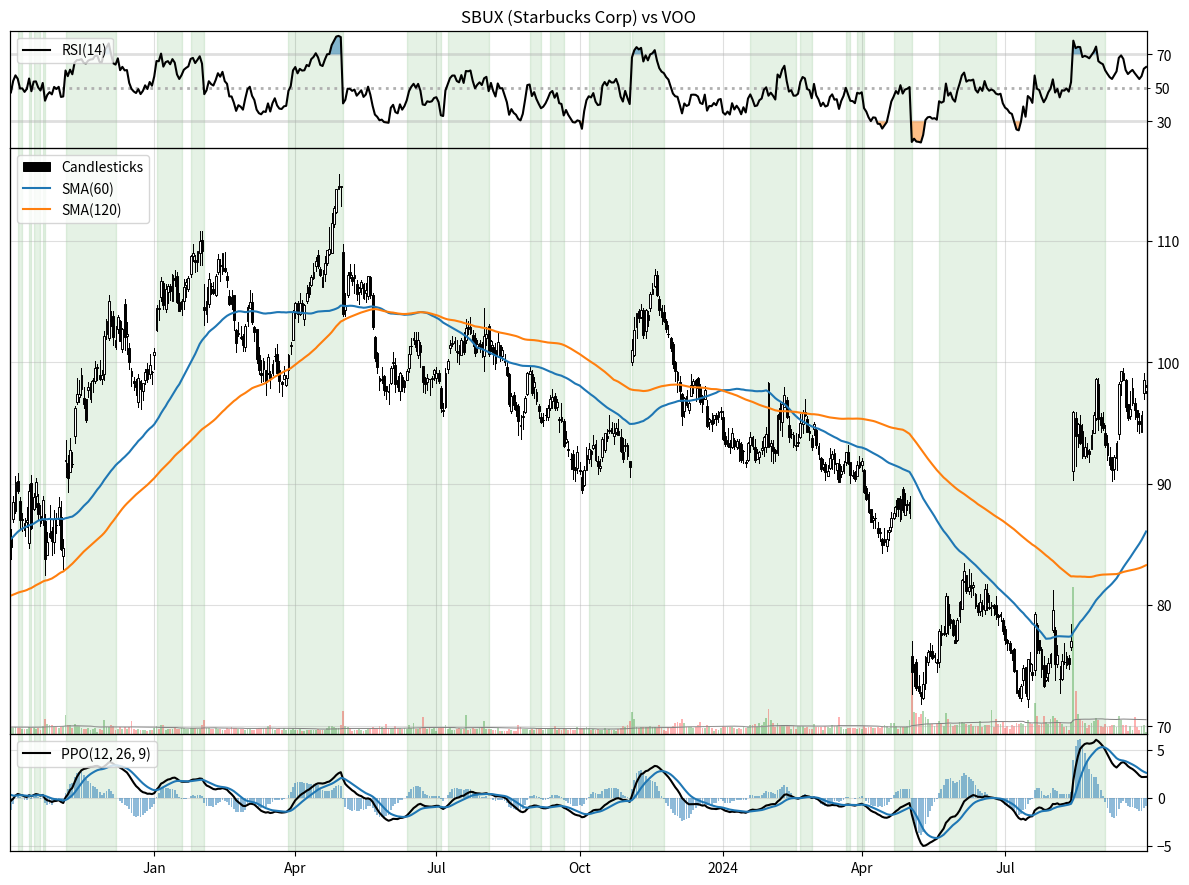 SBUX (Starbucks Corp) vs VOO
RSI(14)
70
50
30
Candlesticks
SMA(60)
SMA(120)
110
100
90
80
70
PPO(12, 26, 9)
5
0
−5
Jan Apr Jul Oct 2024 Apr Jul